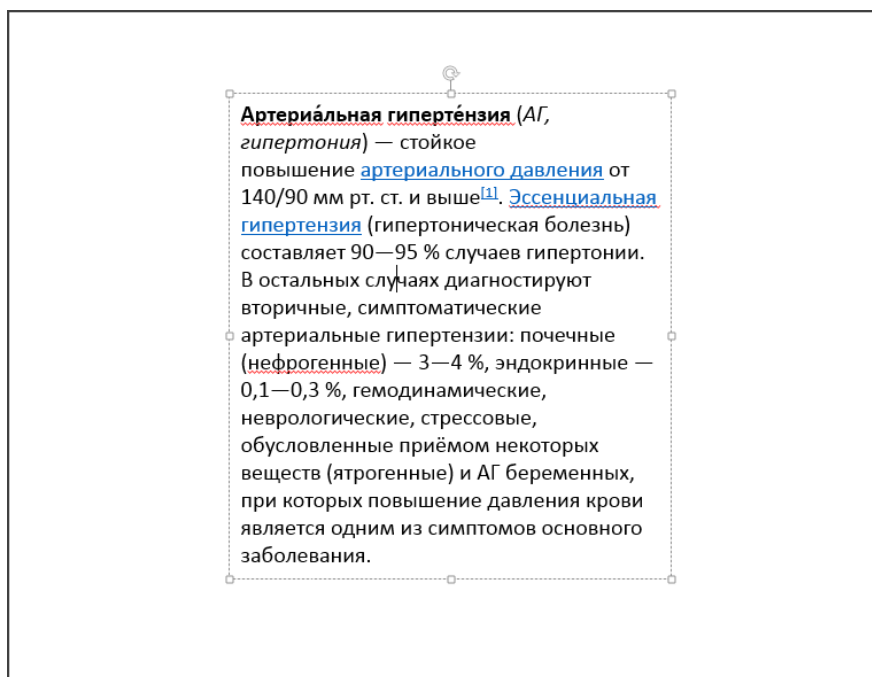 Артериа́льная гиперте́нзия (АГ,
гипертония) — стойкое
повышение артериального давления от
140/90 мм рт. ст. и выше[1]. Эссенциальная
гипертензия (гипертоническая болезнь)
составляет 90—95 % случаев гипертонии.
В остальных случаях диагностируют
вторичные, симптоматические
артериальные гипертензии: почечные
(нефрогенные) — 3—4 %, эндокринные —
0,1—0,3 %, гемодинамические,
неврологические, стрессовые,
обусловленные приёмом некоторых
веществ (ятрогенные) и АГ беременных,
при которых повышение давления крови
является одним из симптомов основного
заболевания.